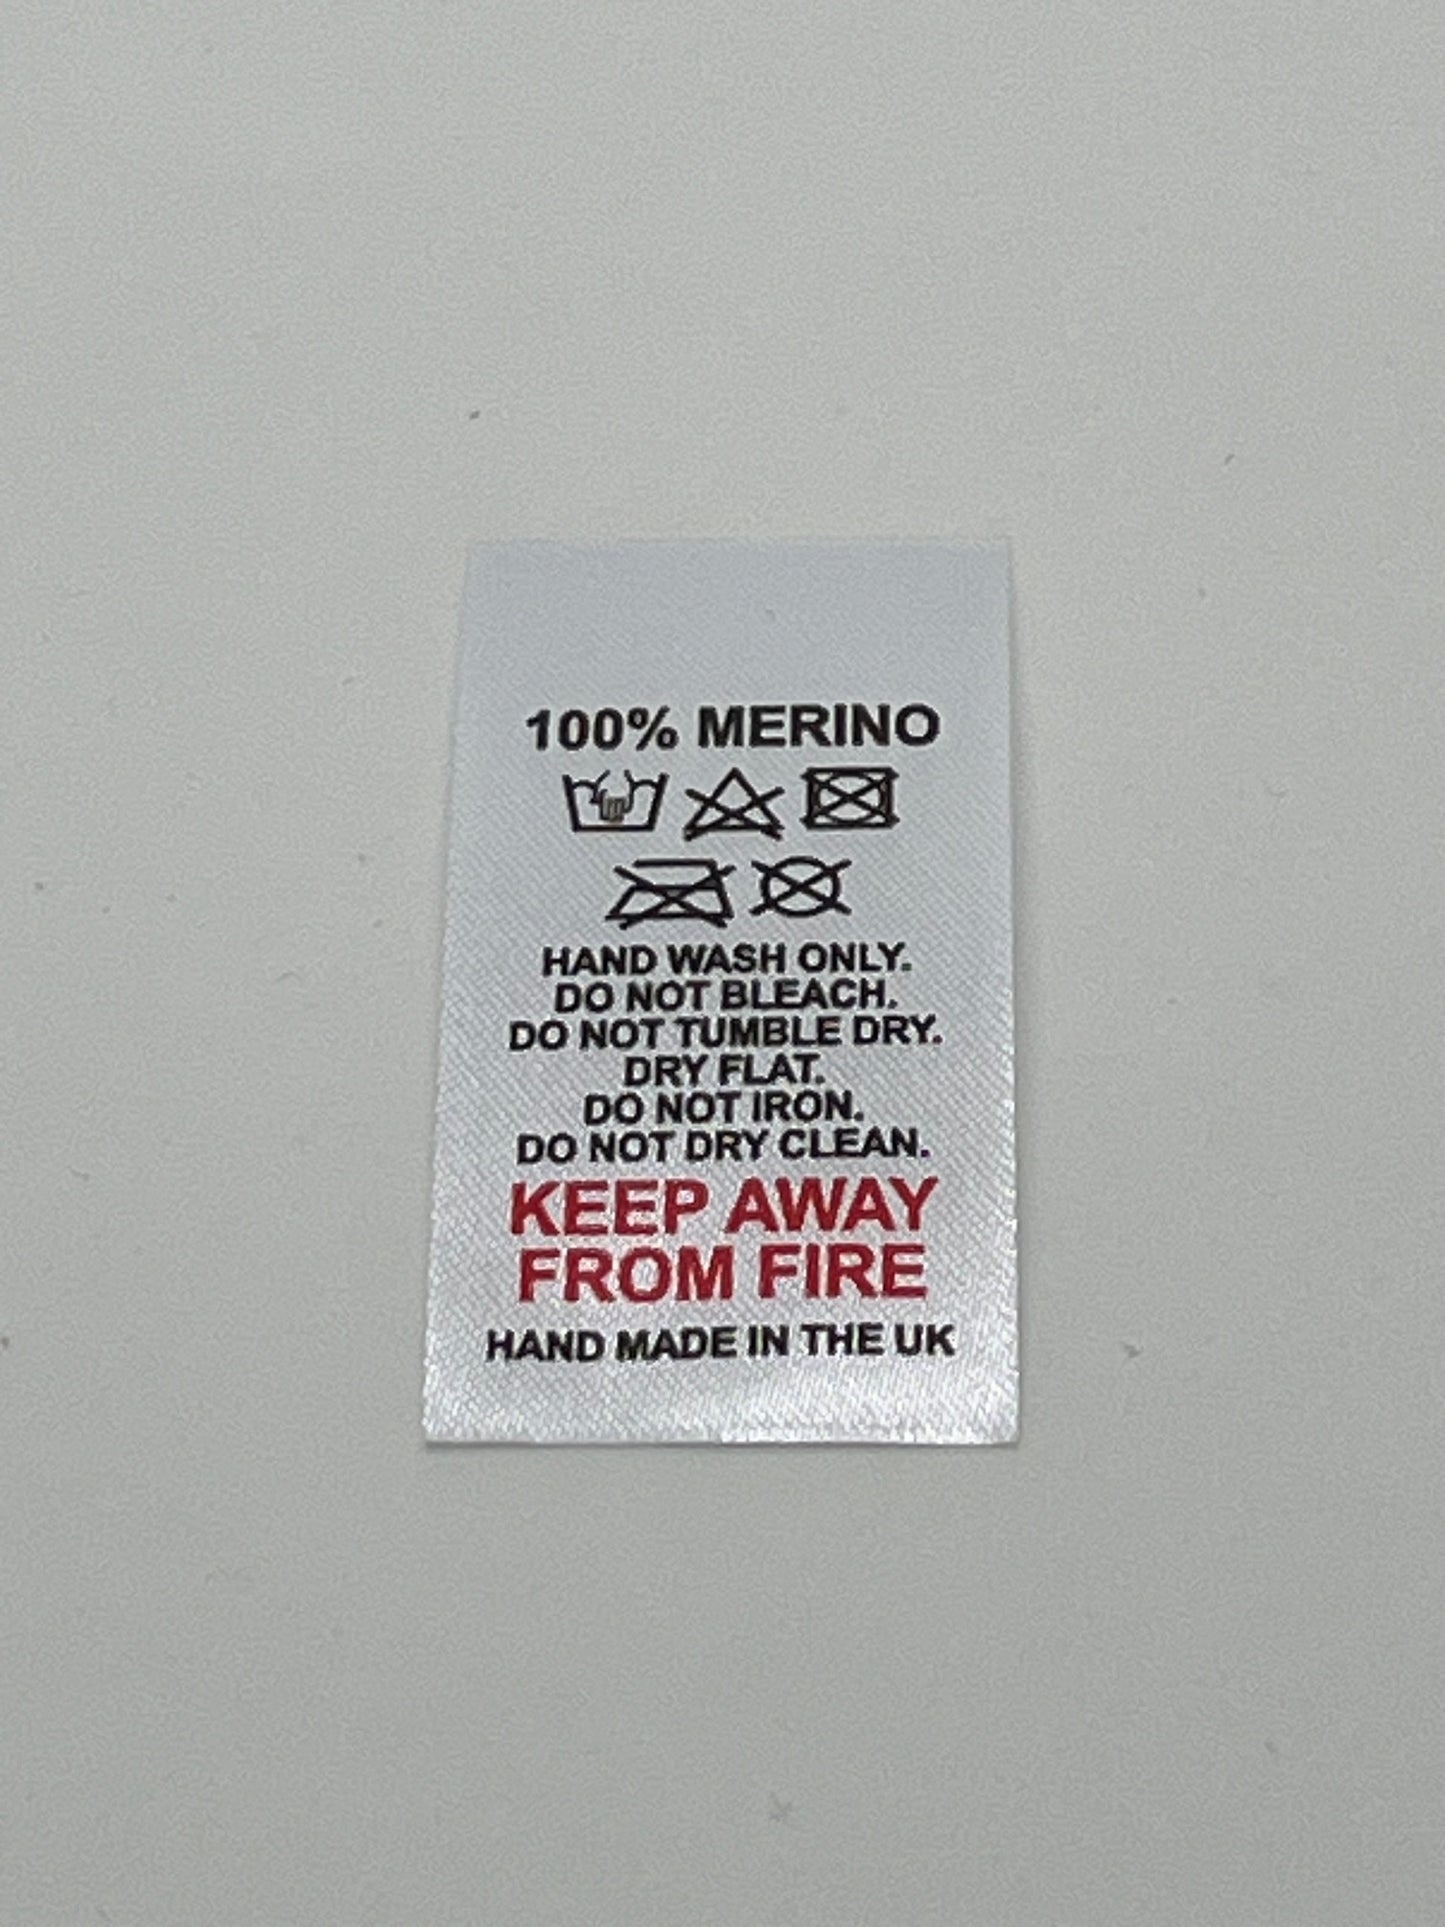 100% MERINO
HAND WASH ONLY.
DO NOT BLEACH.
DO NOT TUMBLE DRY.
DRY FLAT.
DO NOT IRON.
DO NOT DRY CLEAN.
KEEP AWAY
FROM FIRE
HAND MADE IN THE UK